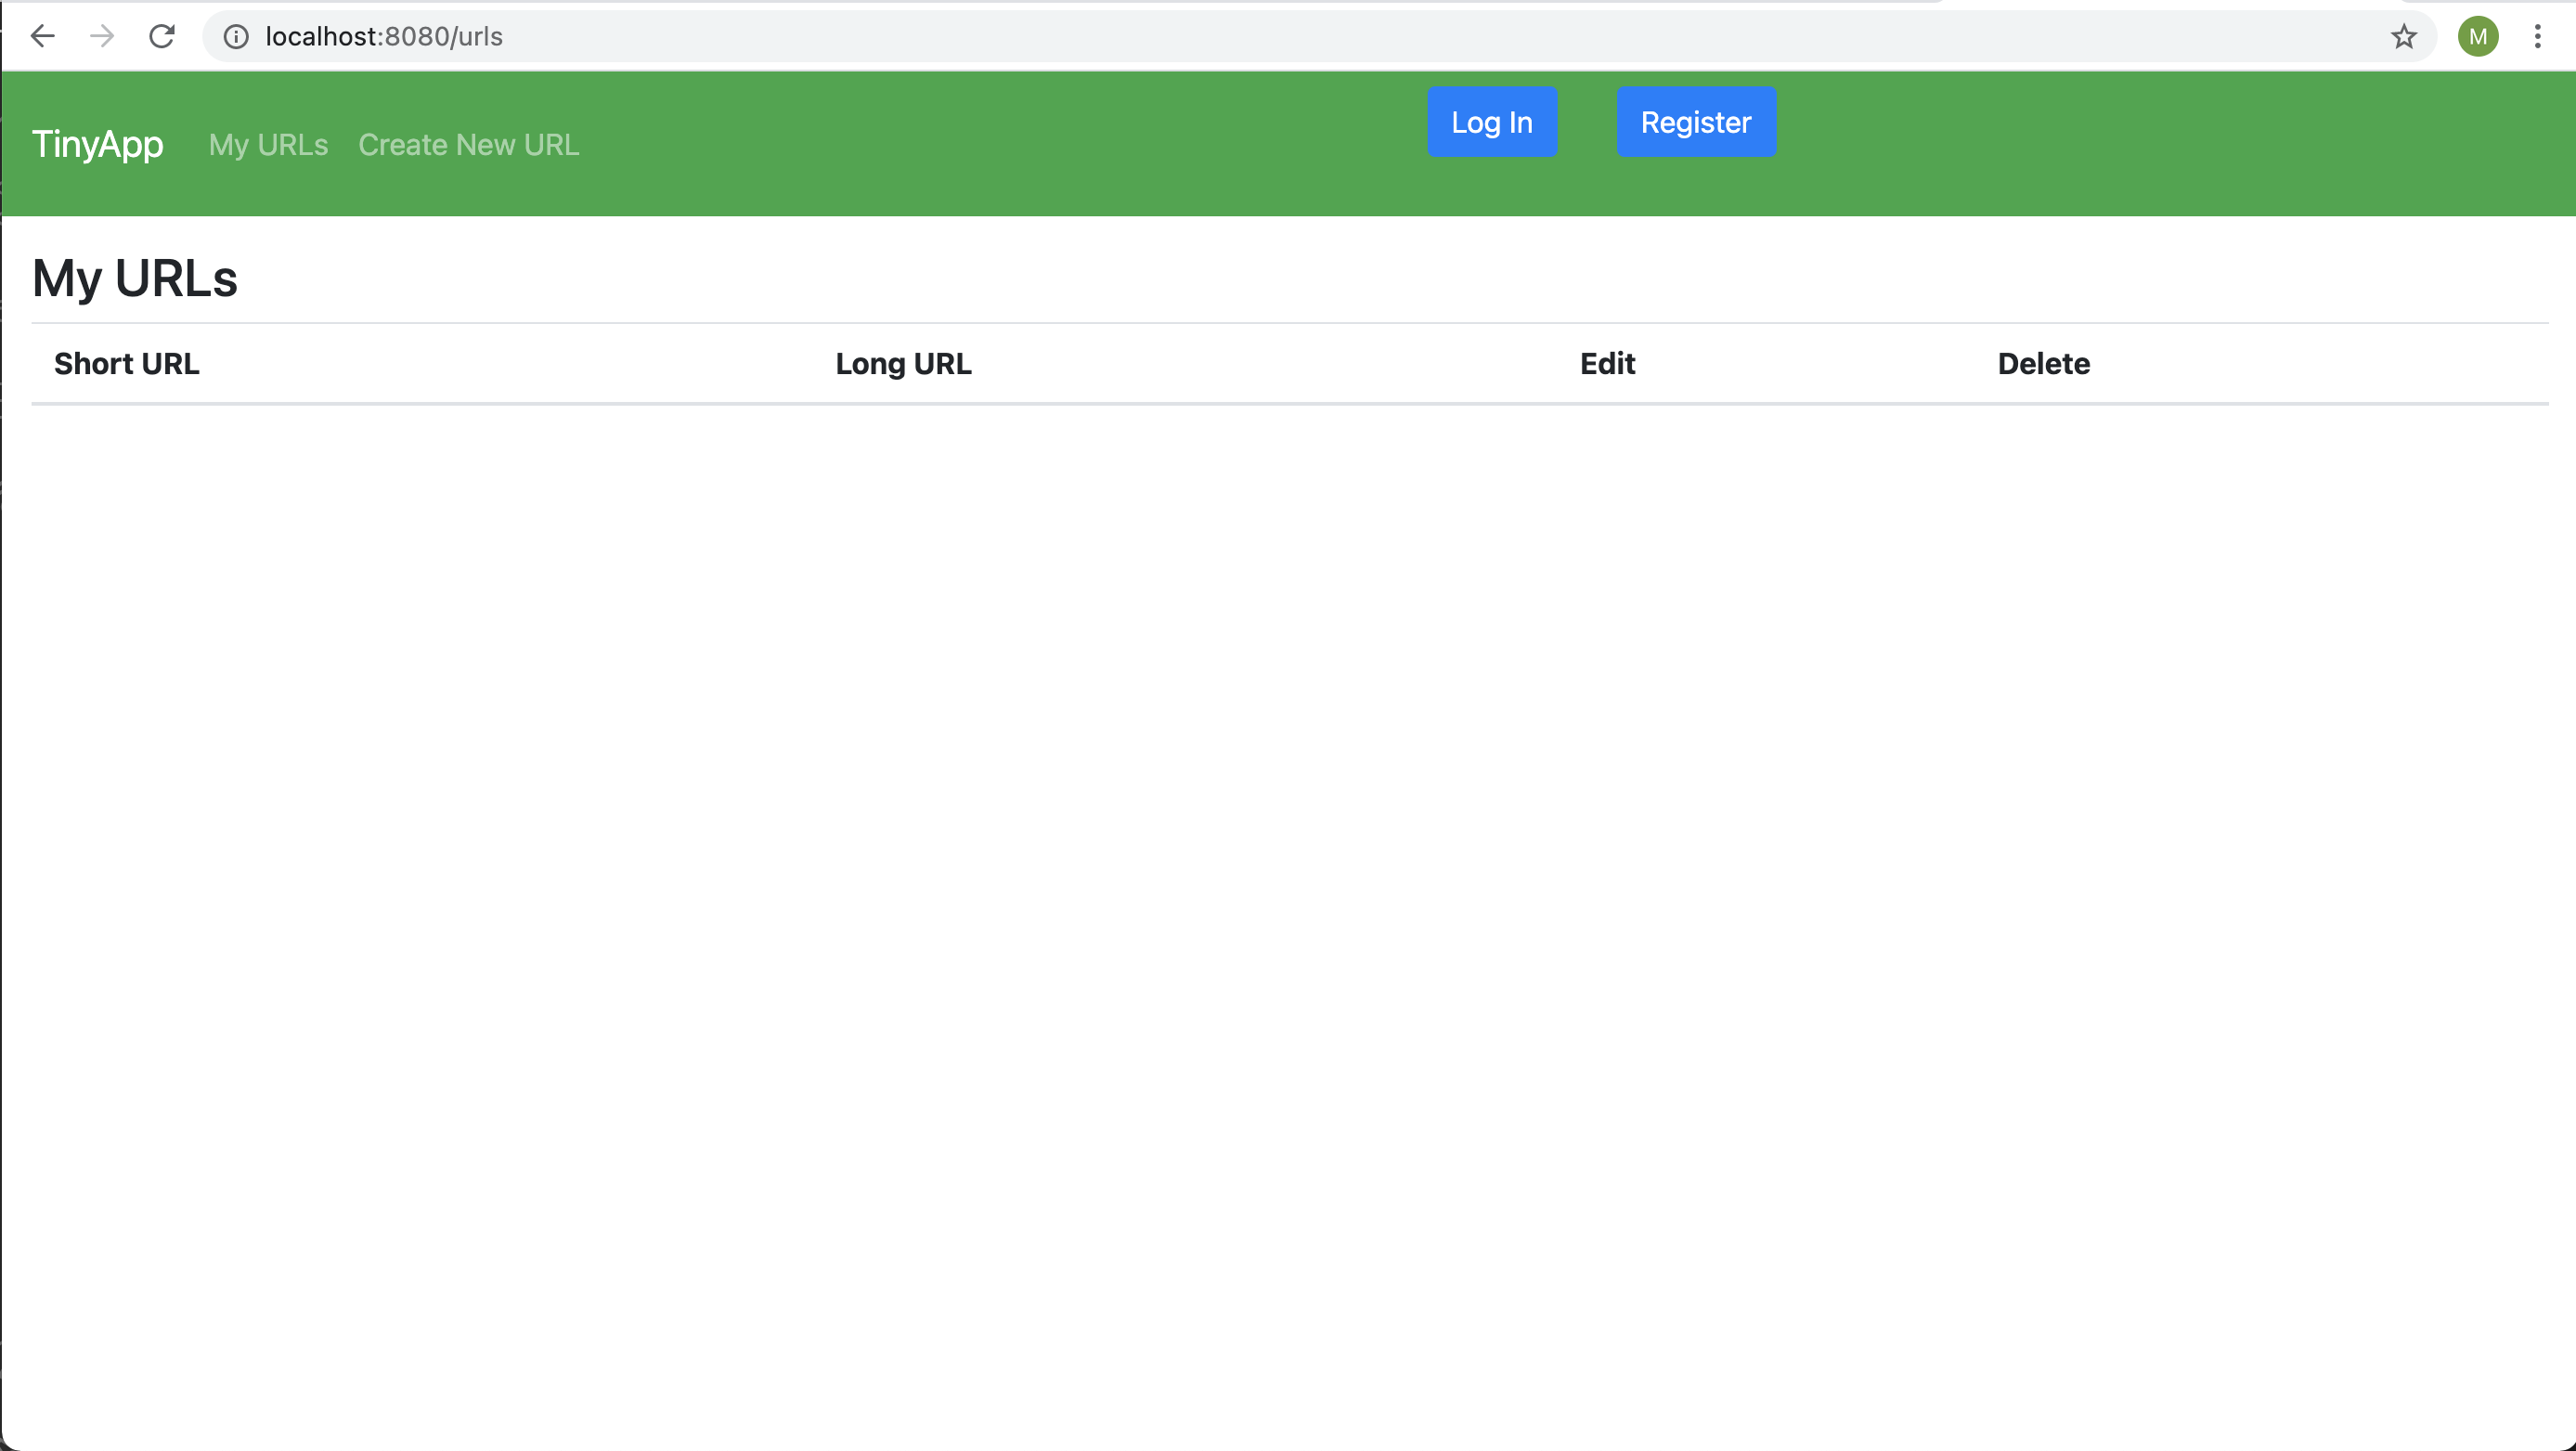 localhost:8080/urls
M
TinyApp My URLs Create New URL Log In Register
My URLs
Short URL Long URL Edit Delete